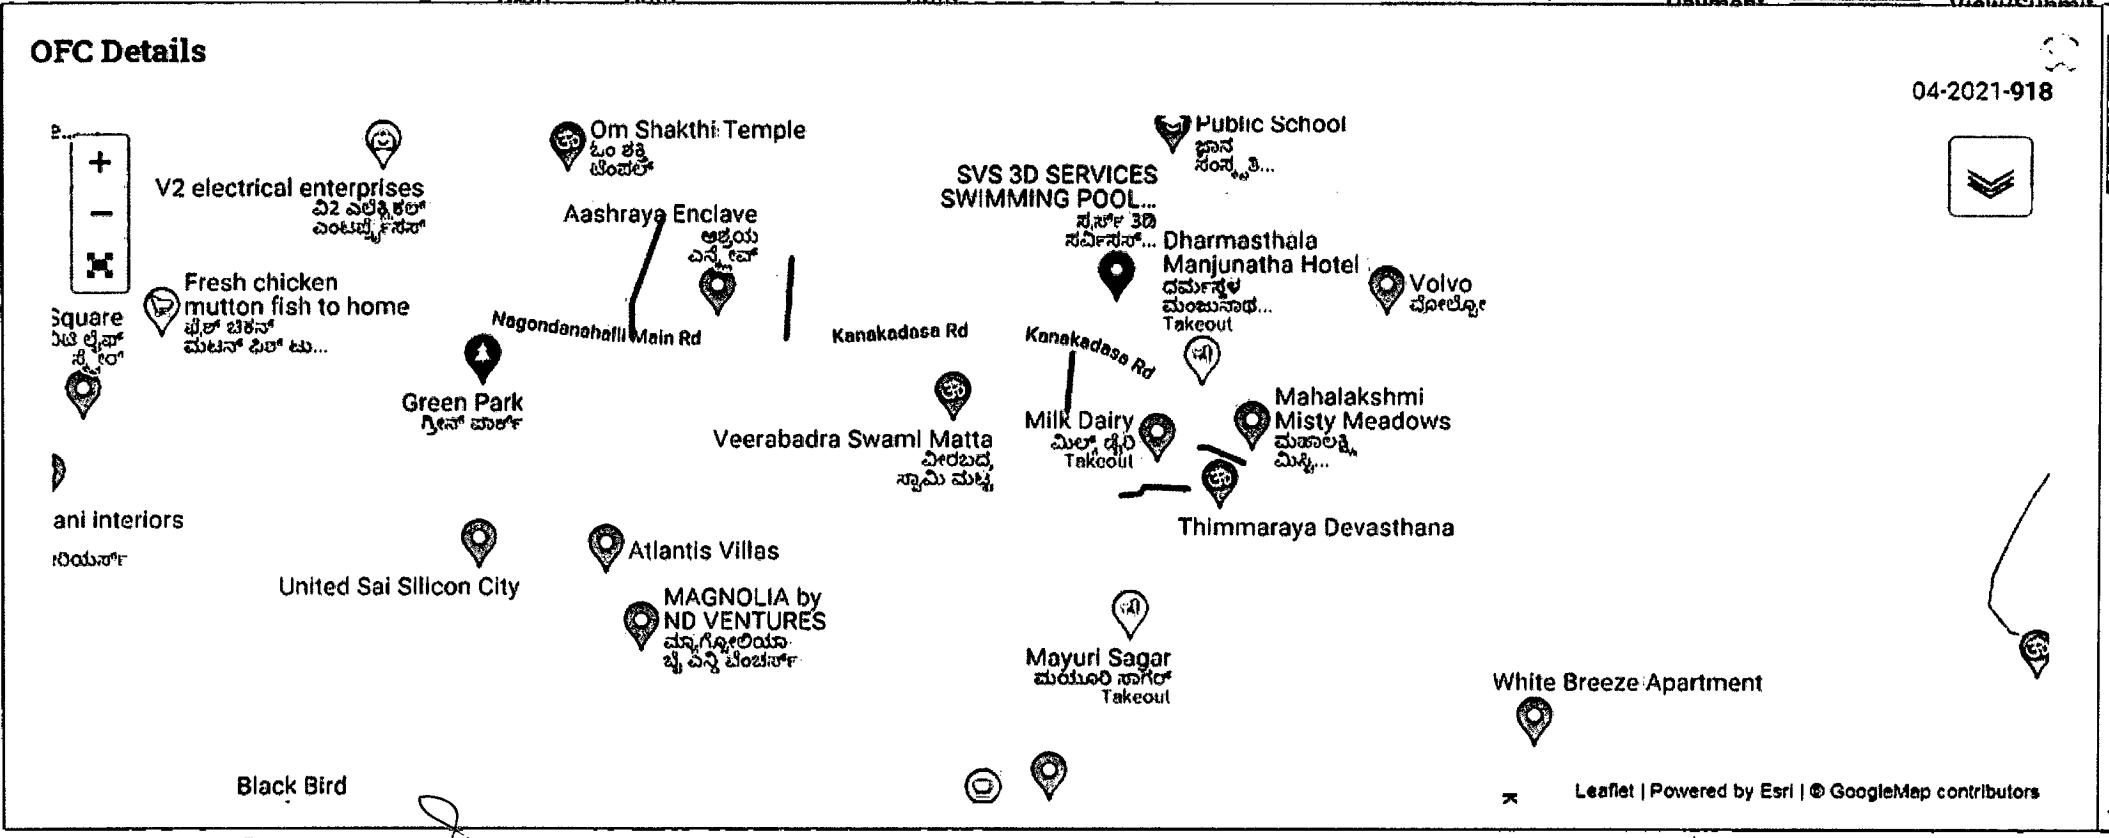 OFC Details
04-2021-918
Om Shakthi Temple
ಓಂ ಶಕ್ತಿ
ಟೆಂಪಲ್
Public School
ಜ್ಞಾನ
ಸಂಸ್ಕೃತಿ...
V2 electrical enterprises
ವಿ2 ಎಲೆಕ್ಟ್ರಿಕಲ್
ಎಂಟರ್ಪ್ರೈಸಸ್
SVS 3D SERVICES
SWIMMING POOL...
3ಡಿ
ಸರ್ವಿಸಸ್...
Aashraya Enclave
ಆಶ್ರಯ
ಎನ್ಕ್ಲೇವ್
Dharmasthala
Manjunatha Hotel
ಧರ್ಮಸ್ಥಳ
ಮಂಜುನಾಥ...
Takeout
Volvo
ವೋಲ್ವೋ
Fresh chicken
mutton fish to home
ಫ್ರೆಶ್ ಚಿಕನ್
ಮಟನ್ ಫಿಶ್ ಟು...
Square
ಲೈಫ್
ಸ್ಕ್ವೇರ್
Nagondanahalli Main Rd
Kanakadasa Rd
Kanakadasa Rd
Green Park
ಗ್ರೀನ್ ಪಾರ್ಕ್
Veerabadra Swami Matta
ವೀರಬದ್ರ
ಸ್ವಾಮಿ ಮಟ್ಟ
Milk Dairy
ಮಿಲ್ಕ್ ಡೈರಿ
Takeout
Mahalakshmi
Misty Meadows
ಮಹಾಲಕ್ಷ್ಮಿ
ಮಿಸ್ಟಿ...
Thimmaraya Devasthana
ani interiors
United Sai Silicon City
Atlantis Villas
MAGNOLIA by
ND VENTURES
ಮ್ಯಾಗ್ನೋಲಿಯಾ
ಬೈ ಎನ್ಡಿ ವೆಂಚರ್ಸ್
Mayuri Sagar
ಮಯೂರಿ ಸಾಗರ್
Takeout
White Breeze Apartment
Black Bird
Leaflet | Powered by Esri | © GoogleMap contributors